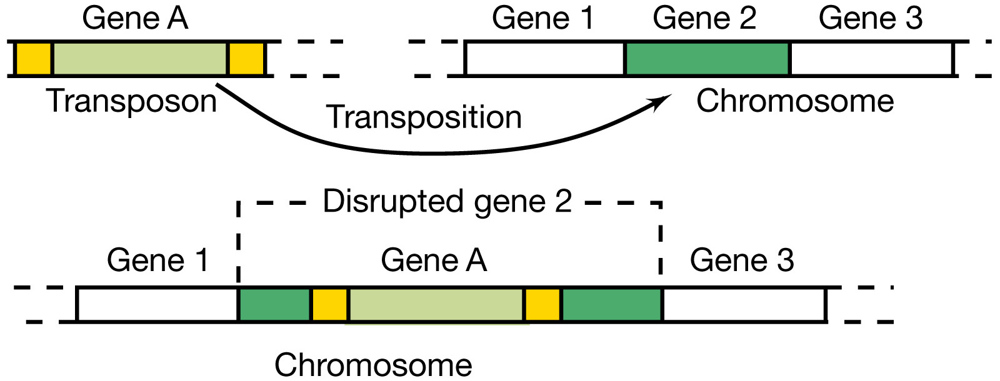 Gene A
Gene 1
Gene 2
Gene 3
Transposon
Transposition
Chromosome
Disrupted gene 2
Gene 1
Gene A
Gene 3
Chromosome